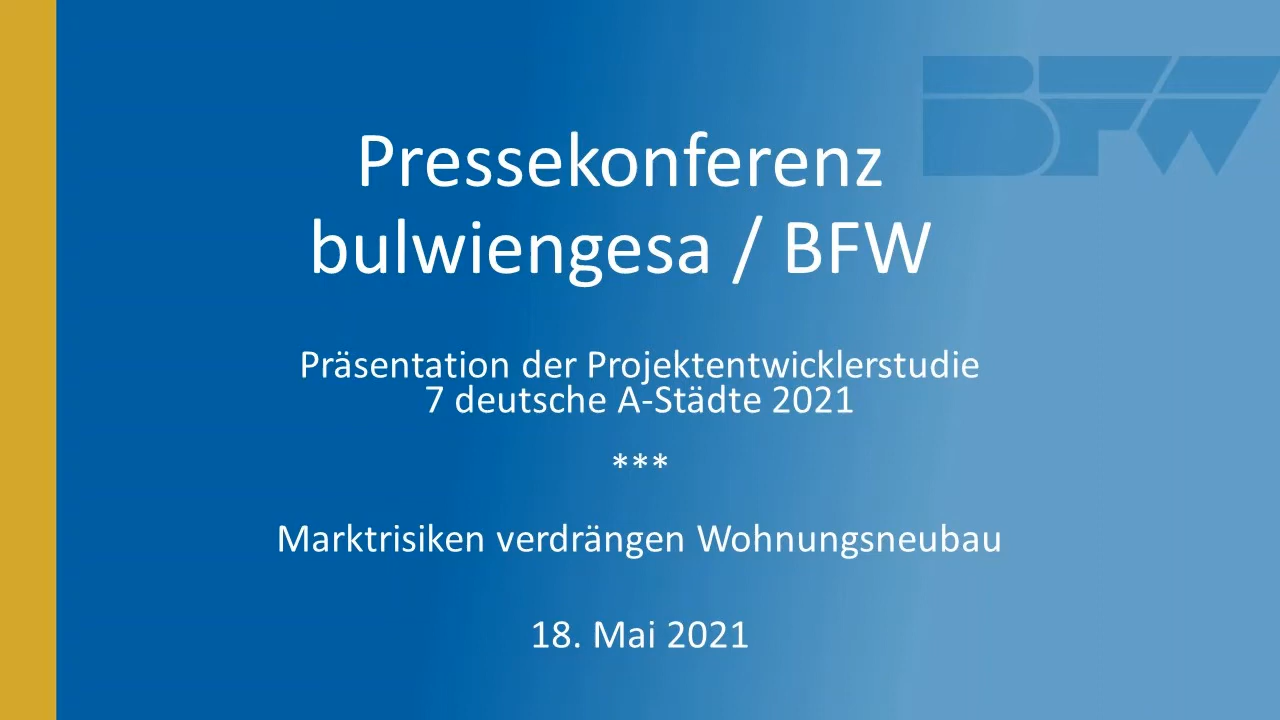 BFW
Pressekonferenz
bulwiengesa / BFW
Präsentation der Projektentwicklerstudie
7 deutsche A-Städte 2021
***
Marktrisiken verdrängen Wohnungsneubau
18. Mai 2021